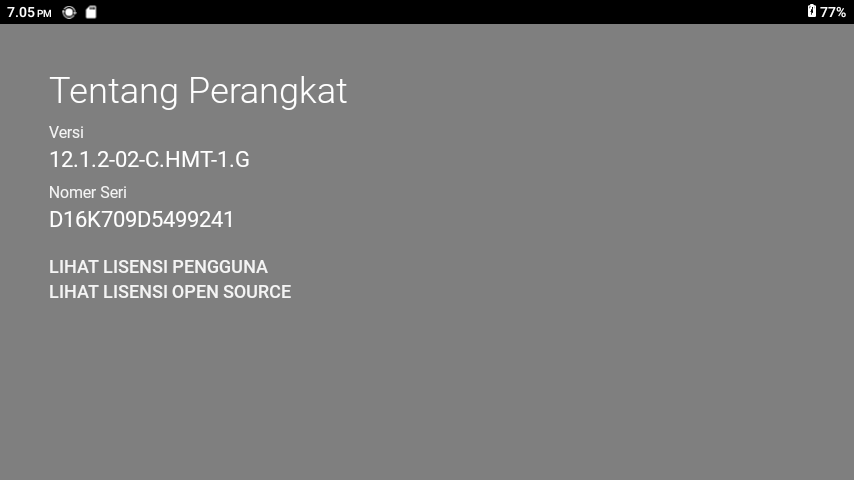 7.05 PM
77%
Tentang Perangkat
Versi
12.1.2-02-C.HMT-1.G
Nomer Seri
D16K709D5499241
LIHAT LISENSI PENGGUNA
LIHAT LISENSI OPEN SOURCE